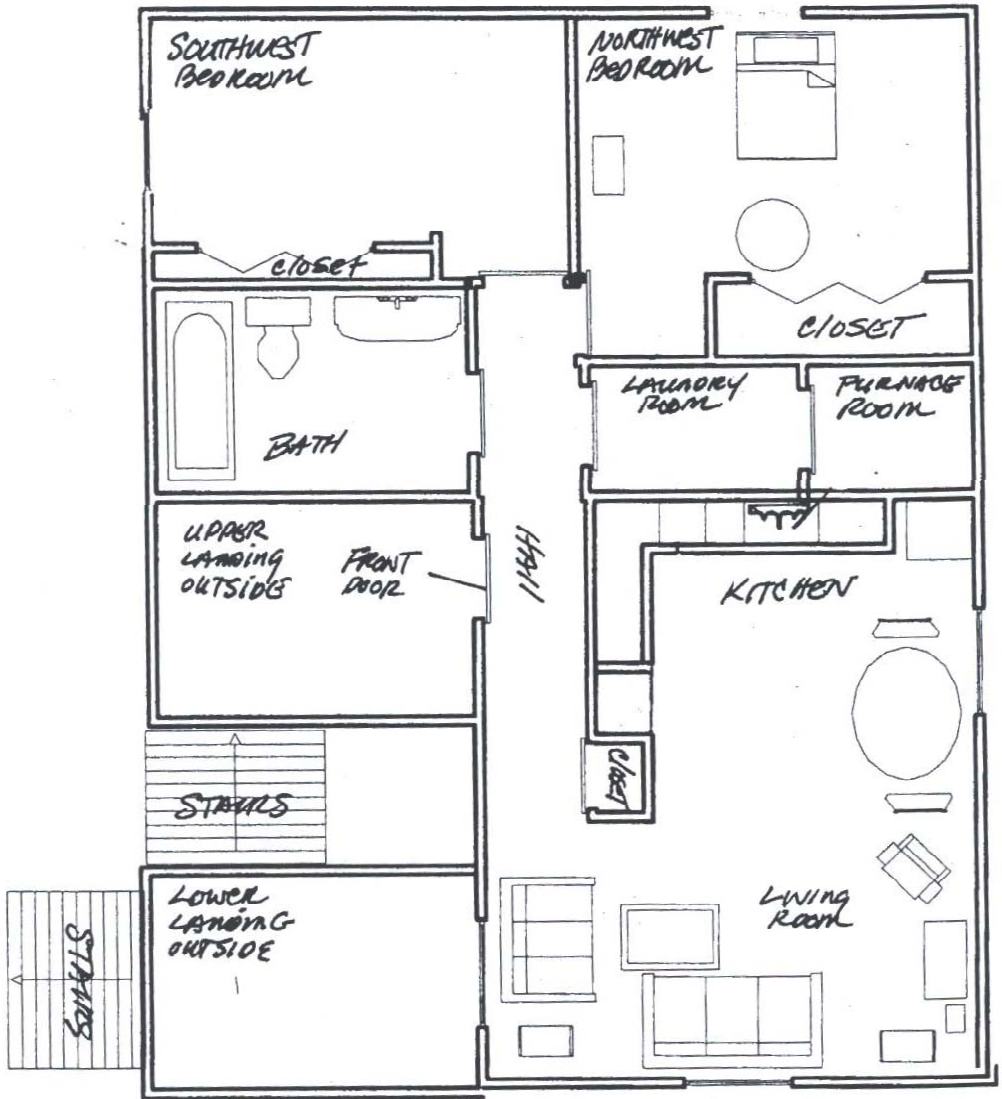 SOUTHWEST
BEDROOM
NORTHWEST
BEDROOM
CLOSET
CLOSET
LAUNDRY
ROOM
FURNACE
ROOM
BATH
UPPER
LANDING
OUTSIDE
FRONT
DOOR
HALL
KITCHEN
CLOSET
STAIRS
LOWER
LANDING
OUTSIDE
LIVING
ROOM
STAIRS